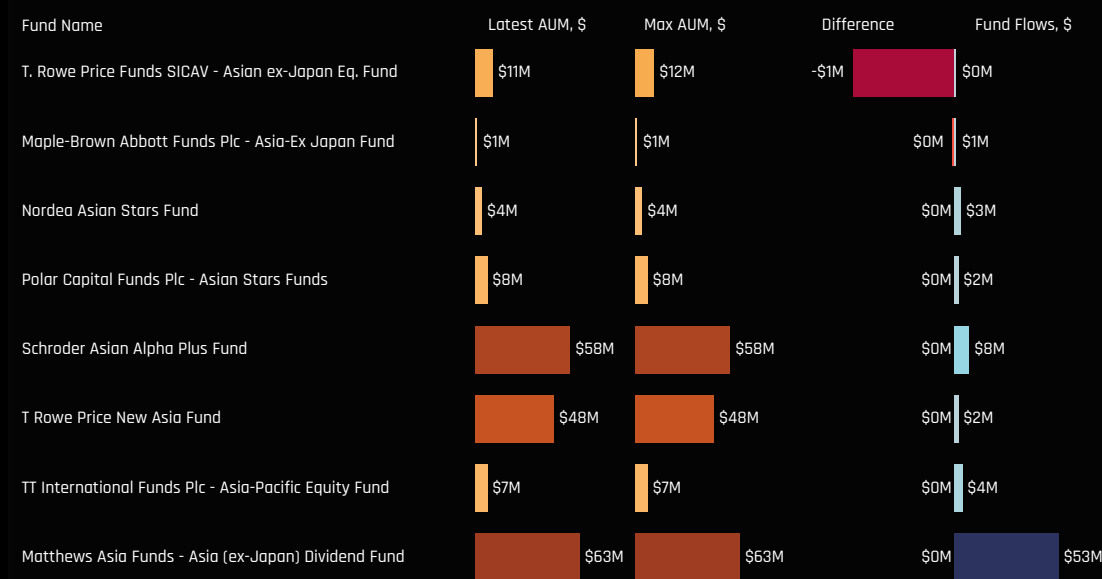 Fund Name Latest AUM, $ Max AUM, $ Difference Fund Flows, $
T. Rowe Price Funds SICAV - Asian ex-Japan Eq. Fund $11M $12M -$1M $0M
Maple-Brown Abbott Funds Plc - Asia-Ex Japan Fund $1M $1M $0M $1M
Nordea Asian Stars Fund $4M $4M $0M $3M
Polar Capital Funds Plc - Asian Stars Funds $8M $8M $0M $2M
Schroder Asian Alpha Plus Fund $58M $58M $0M $8M
T Rowe Price New Asia Fund $48M $48M $0M $2M
TT International Funds Plc - Asia-Pacific Equity Fund $7M $7M $0M $4M
Matthews Asia Funds - Asia (ex-Japan) Dividend Fund $63M $63M $0M $53M